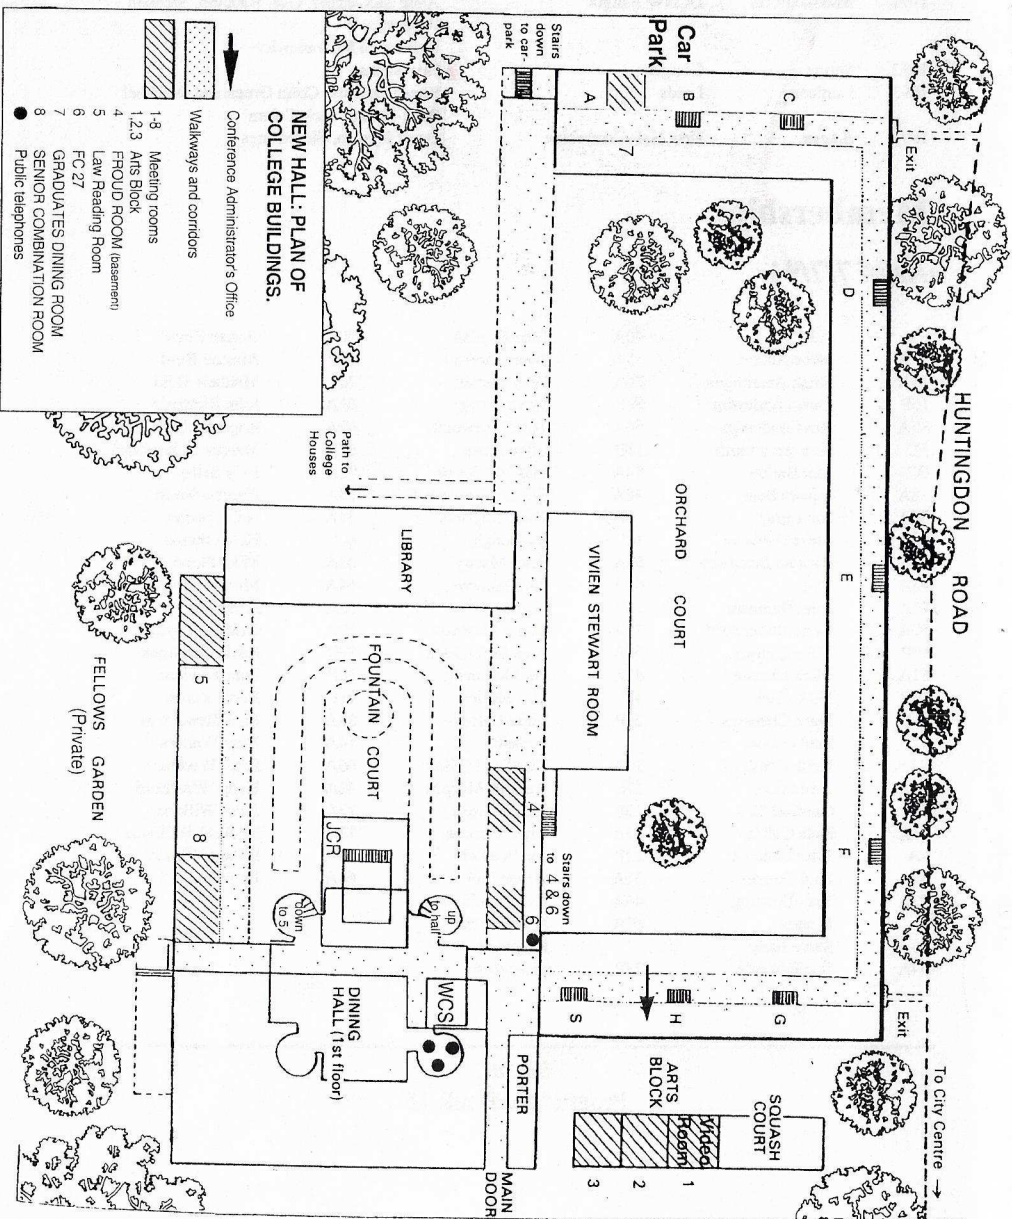 NEW HALL: PLAN OF
COLLEGE BUILDINGS.
Conference Administrator's Office
Walkways and corridors
1-8 Meeting rooms
1.2.3 Arts Block
4 FROUD ROOM (basement)
5 Law Reading Room
6 FC 27
7 GRADUATES DINING ROOM
8 SENIOR COMBINATION ROOM
Public telephones
Car
Park
Stairs
down
to car-
park
A
B
C
7
Exit
D
HUNTINGDON ROAD
E
F
Exit
To City Centre
ORCHARD COURT
VIVIEN STEWART ROOM
Path to
College
Houses
LIBRARY
FOUNTAIN COURT
JCR
4
6
Stairs down
to 4 & 6
up
to hall
down
to 5
5
8
FELLOWS GARDEN
(Private)
WCS
DINING
HALL (1st floor)
PORTER
MAIN
DOOR
S
H
G
ARTS
BLOCK
SQUASH
COURT
Video
Room
1
2
3